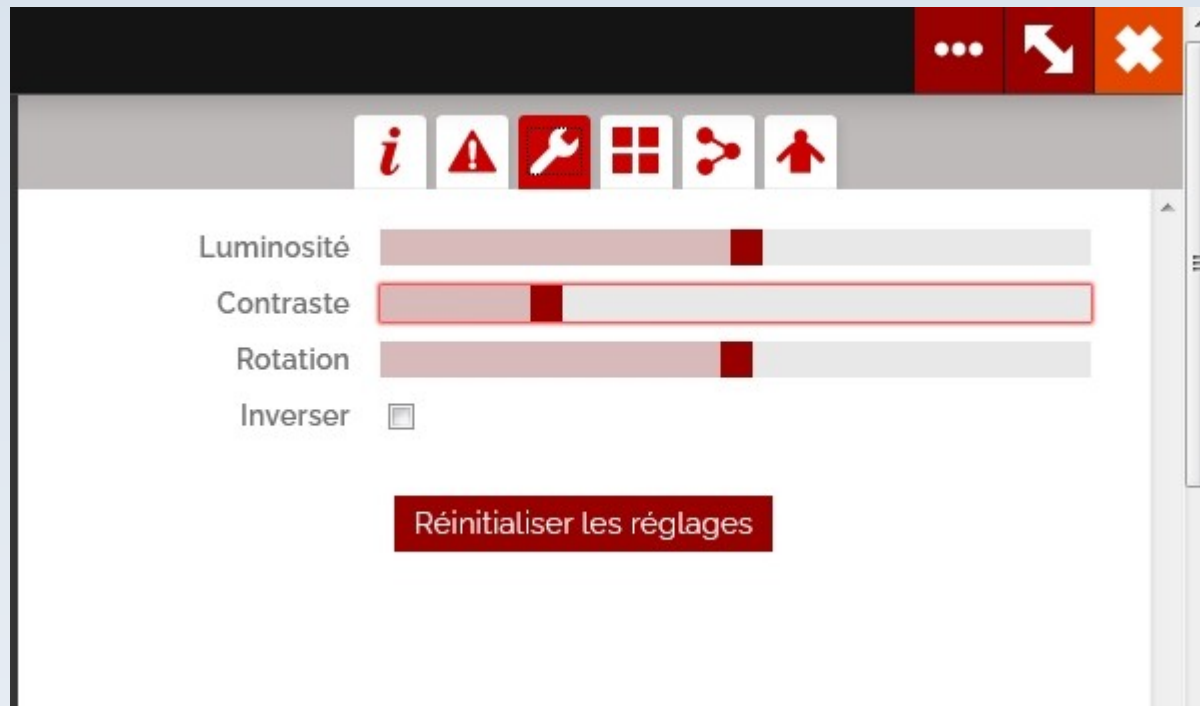 Luminosité
Contraste
Rotation
Inverser
Réinitialiser les réglages